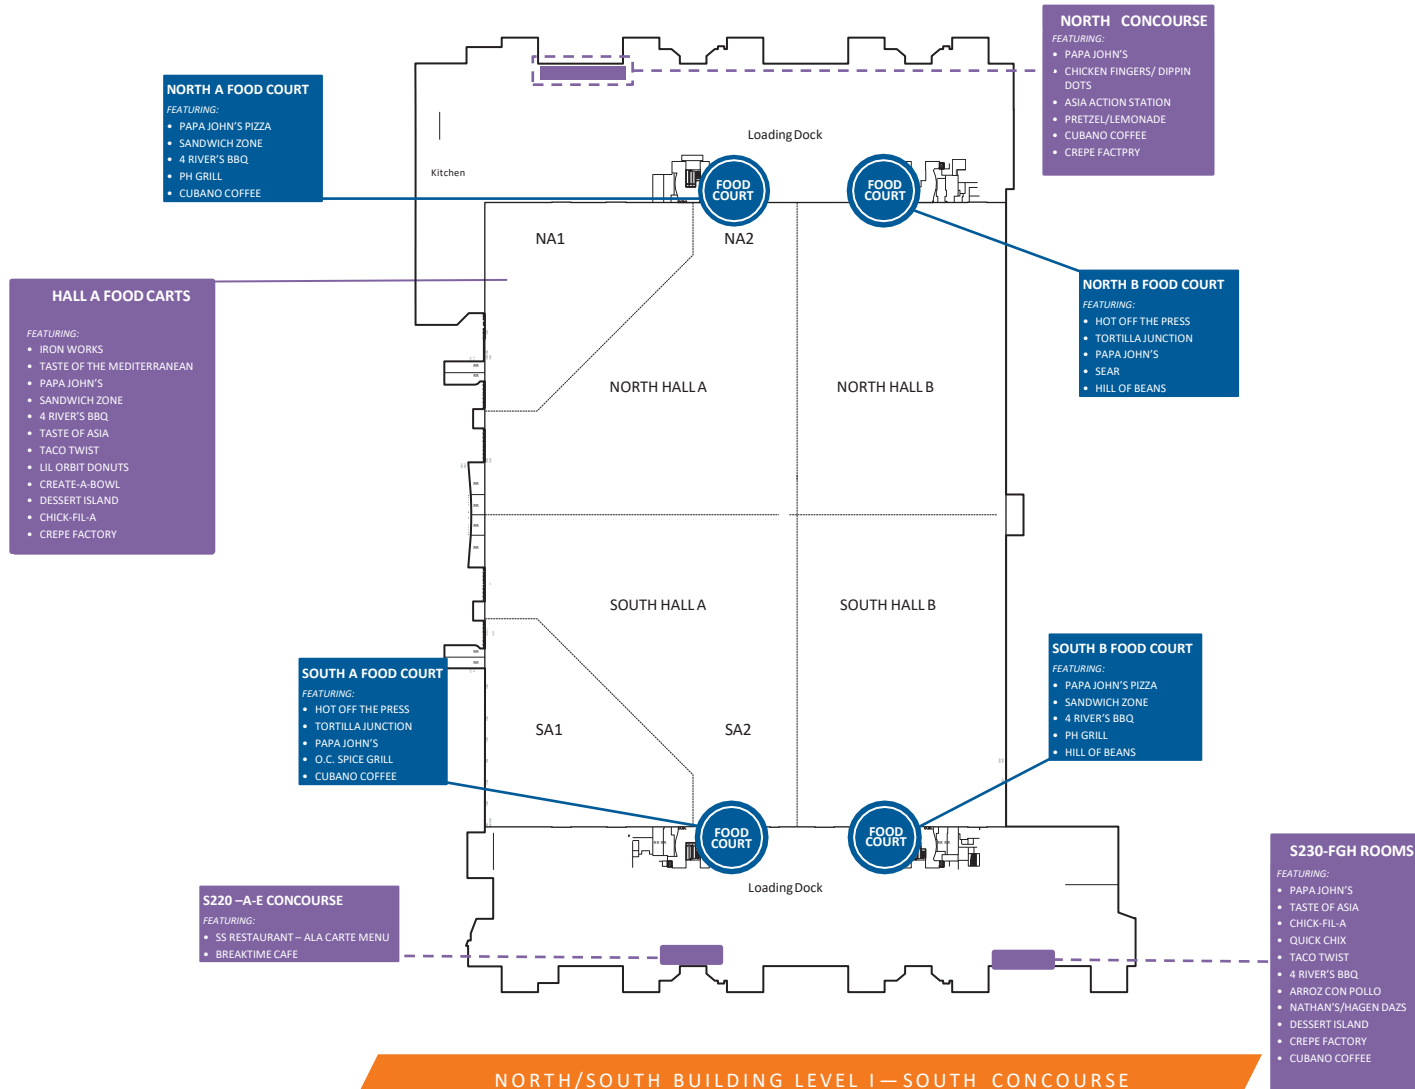 NORTH CONCOURSE
FEATURING:
• PAPA JOHN'S
• CHICKEN FINGERS/ DIPPIN
DOTS
• ASIA ACTION STATION
• PRETZEL/LEMONADE
• CUBANO COFFEE
• CREPE FACTPRY
NORTH A FOOD COURT
FEATURING:
• PAPA JOHN'S PIZZA
• SANDWICH ZONE
• 4 RIVER'S BBQ
• PH GRILL
• CUBANO COFFEE
Loading Dock
Kitchen
FOOD
COURT
FOOD
COURT
NA1
NA2
HALL A FOOD CARTS
FEATURING:
• IRON WORKS
• TASTE OF THE MEDITERRANEAN
• PAPA JOHN'S
• SANDWICH ZONE
• 4 RIVER'S BBQ
• TASTE OF ASIA
• TACO TWIST
• LIL ORBIT DONUTS
• CREATE-A-BOWL
• DESSERT ISLAND
• CHICK-FIL-A
• CREPE FACTORY
NORTH B FOOD COURT
FEATURING:
• HOT OFF THE PRESS
• TORTILLA JUNCTION
• PAPA JOHN'S
• SEAR
• HILL OF BEANS
NORTH HALL A
NORTH HALL B
SOUTH HALL A
SOUTH HALL B
SOUTH A FOOD COURT
FEATURING:
• HOT OFF THE PRESS
• TORTILLA JUNCTION
• PAPA JOHN'S
• O.C. SPICE GRILL
• CUBANO COFFEE
SOUTH B FOOD COURT
FEATURING:
• PAPA JOHN'S PIZZA
• SANDWICH ZONE
• 4 RIVER'S BBQ
• PH GRILL
• HILL OF BEANS
SA1
SA2
FOOD
COURT
FOOD
COURT
Loading Dock
S220 –A-E CONCOURSE
FEATURING:
• SS RESTAURANT – ALA CARTE MENU
• BREAKTIME CAFE
S230-FGH ROOMS
FEATURING:
• PAPA JOHN'S
• TASTE OF ASIA
• CHICK-FIL-A
• QUICK CHIX
• TACO TWIST
• 4 RIVER'S BBQ
• ARROZ CON POLLO
• NATHAN'S/HAGEN DAZS
• DESSERT ISLAND
• CREPE FACTORY
• CUBANO COFFEE
NORTH/SOUTH BUILDING LEVEL I—SOUTH CONCOURSE